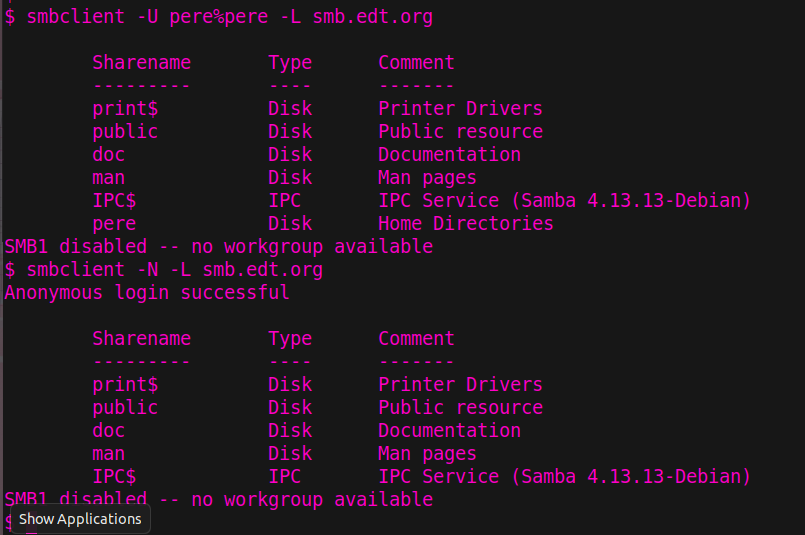 $ smbclient -U pere%pere -L smb.edt.org
Sharename Type Comment
--------- ---- -------
print$ Disk Printer Drivers
public Disk Public resource
doc Disk Documentation
man Disk Man pages
IPC$ IPC IPC Service (Samba 4.13.13-Debian)
pere Disk Home Directories
SMB1 disabled -- no workgroup available
$ smbclient -N -L smb.edt.org
Anonymous login successful
Sharename Type Comment
--------- ---- -------
print$ Disk Printer Drivers
public Disk Public resource
doc Disk Documentation
man Disk Man pages
IPC$ IPC IPC Service (Samba 4.13.13-Debian)
SMB1 disabled -- no workgroup available
$
Show Applications